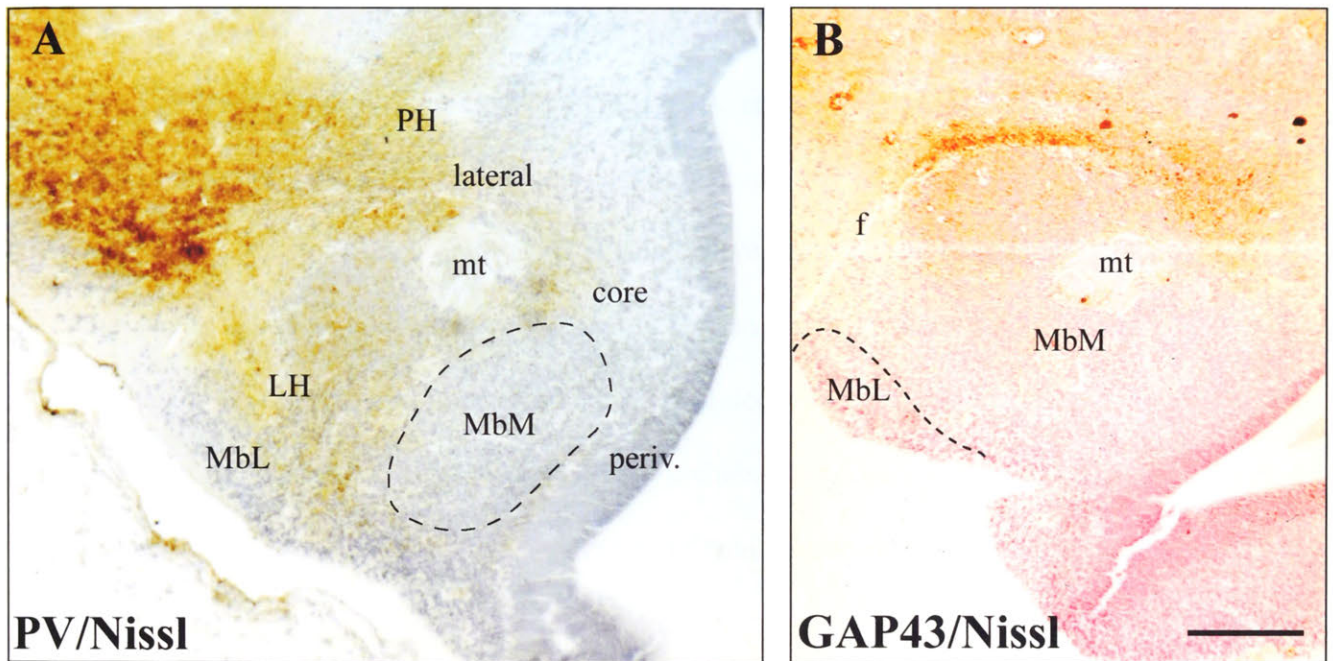 A
PH
lateral
mt
core
LH
MbM
MbL
periv.
PV/Nissl
B
f
mt
MbM
MbL
GAP43/Nissl